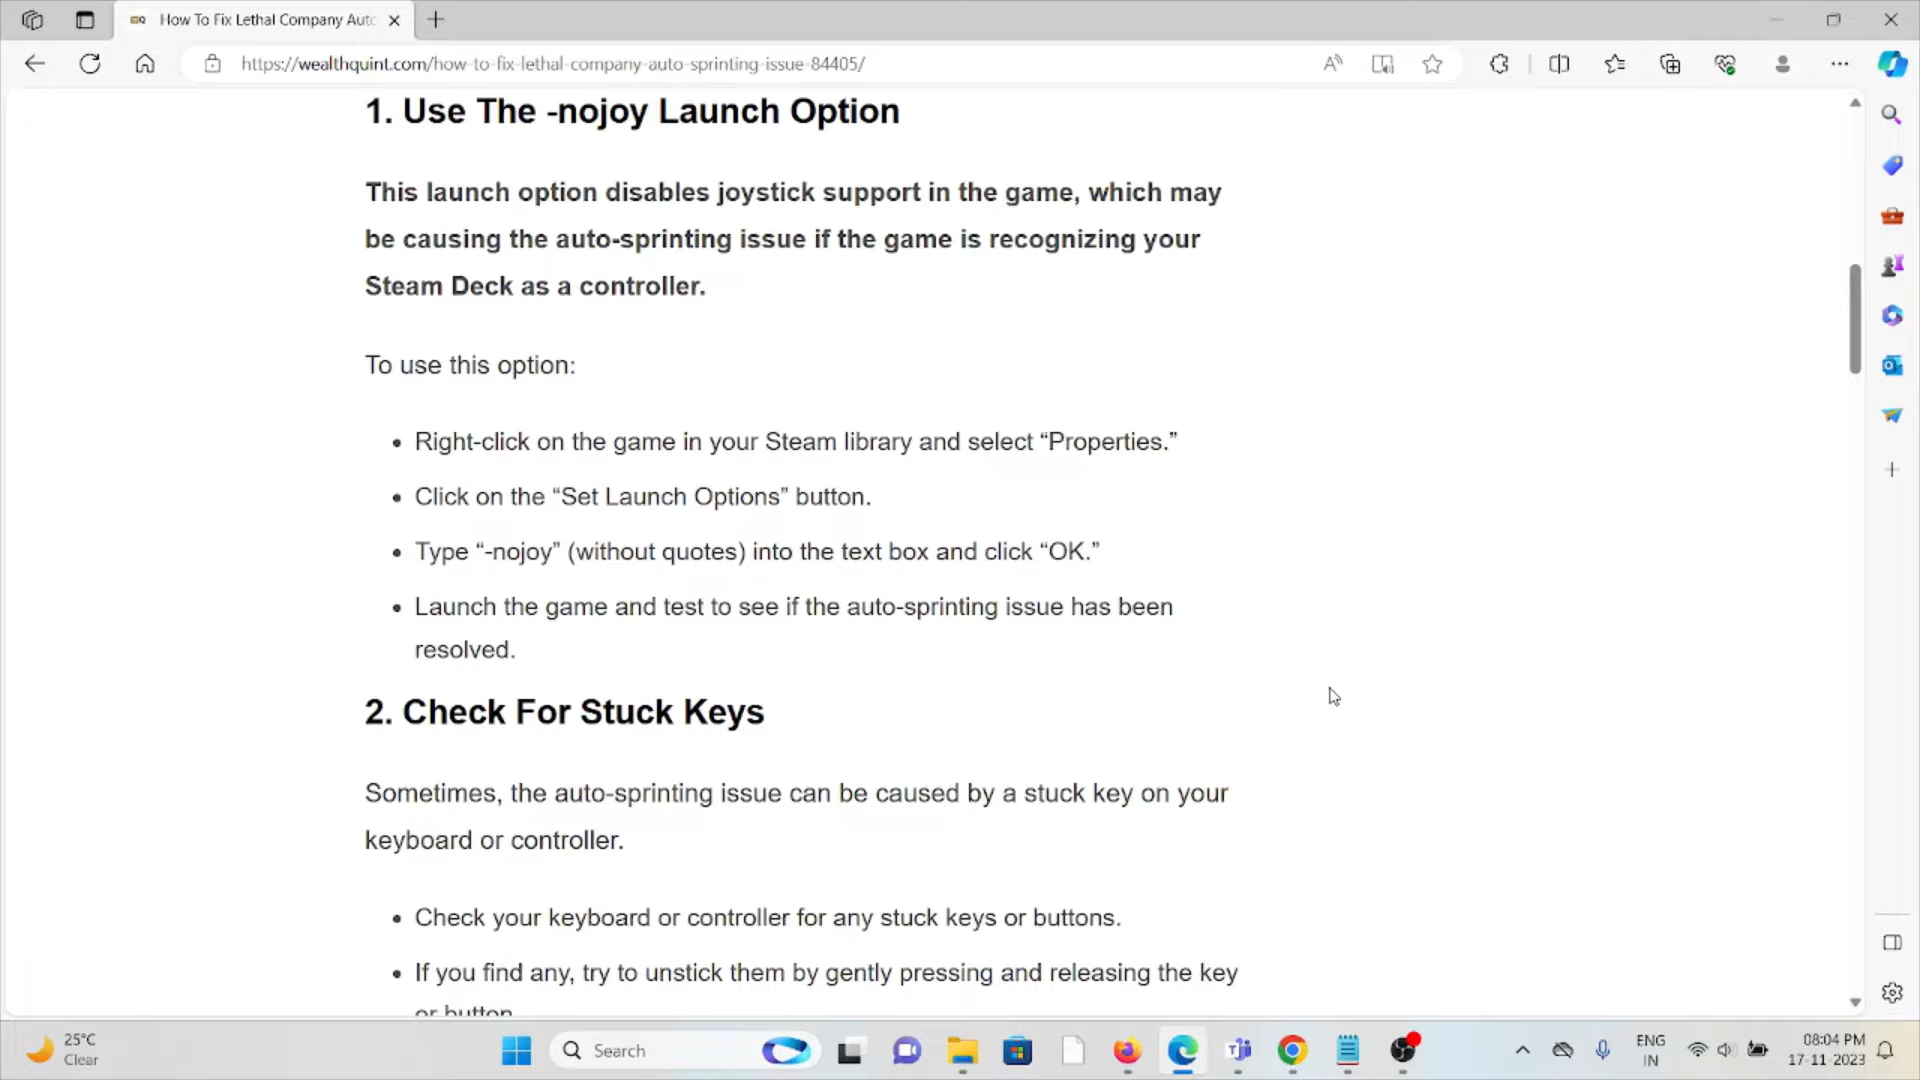 How To Fix Lethal Company Auto
https://wealthquint.com/how-to-fix-lethal-company-auto-sprinting-issue-84405/
1. Use The -nojoy Launch Option
This launch option disables joystick support in the game, which may
be causing the auto-sprinting issue if the game is recognizing your
Steam Deck as a controller.
To use this option:
• Right-click on the game in your Steam library and select “Properties.”
• Click on the “Set Launch Options” button.
• Type “-nojoy” (without quotes) into the text box and click “OK.”
• Launch the game and test to see if the auto-sprinting issue has been
resolved.
2. Check For Stuck Keys
Sometimes, the auto-sprinting issue can be caused by a stuck key on your
keyboard or controller.
• Check your keyboard or controller for any stuck keys or buttons.
• If you find any, try to unstick them by gently pressing and releasing the key
or button.
25°C
Clear
Search
ENG
IN
08:04 PM
17-11-2023